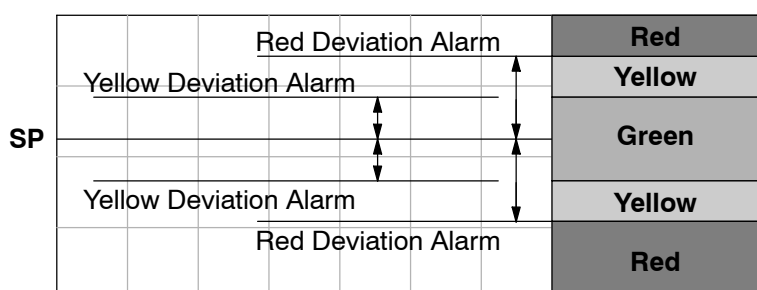 Red Deviation Alarm
Red
Yellow Deviation Alarm
Yellow
SP
Green
Yellow Deviation Alarm
Yellow
Red Deviation Alarm
Red